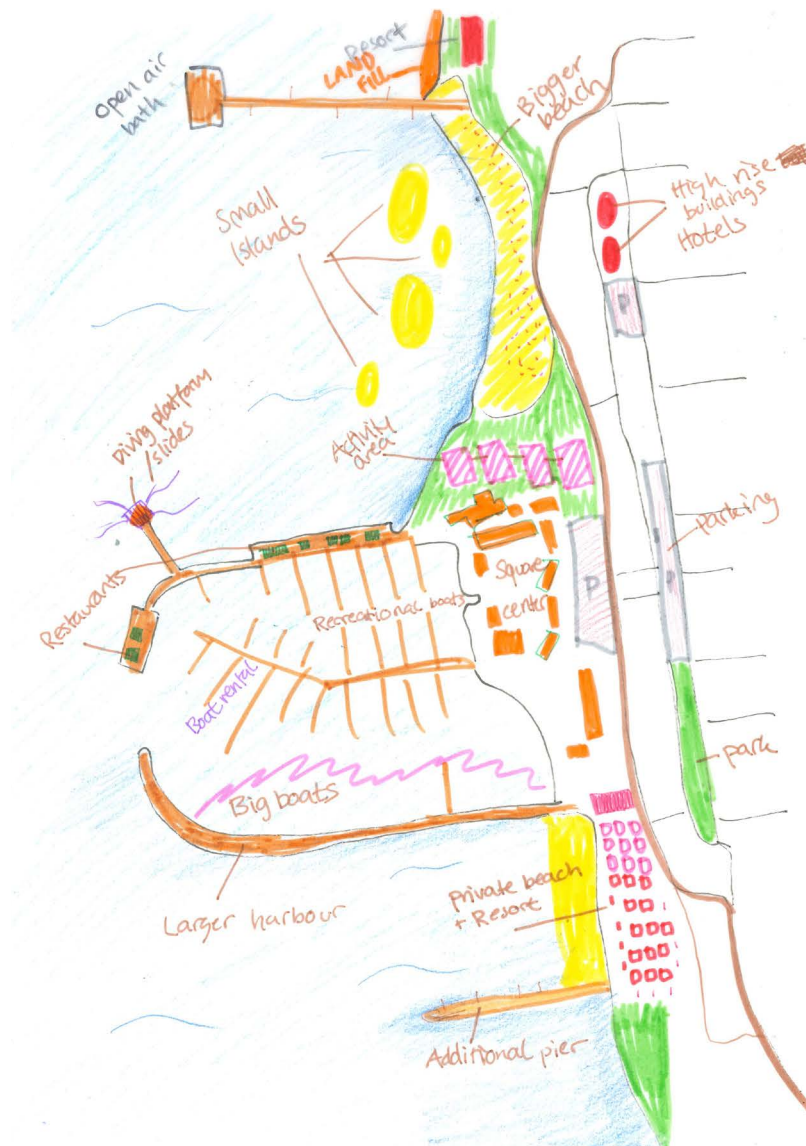 Resort
LAND
FILL
Open air
bath
Bigger
beach
High rise
buildings
Hotels
Small
Islands
P
Diving platform
/slides
Activity
area
Parking
P
P
Square
center
Restaurants
Recreational boats
Boat rental
park
Big boats
Larger harbour
Private beach
+ Resort
Additional pier